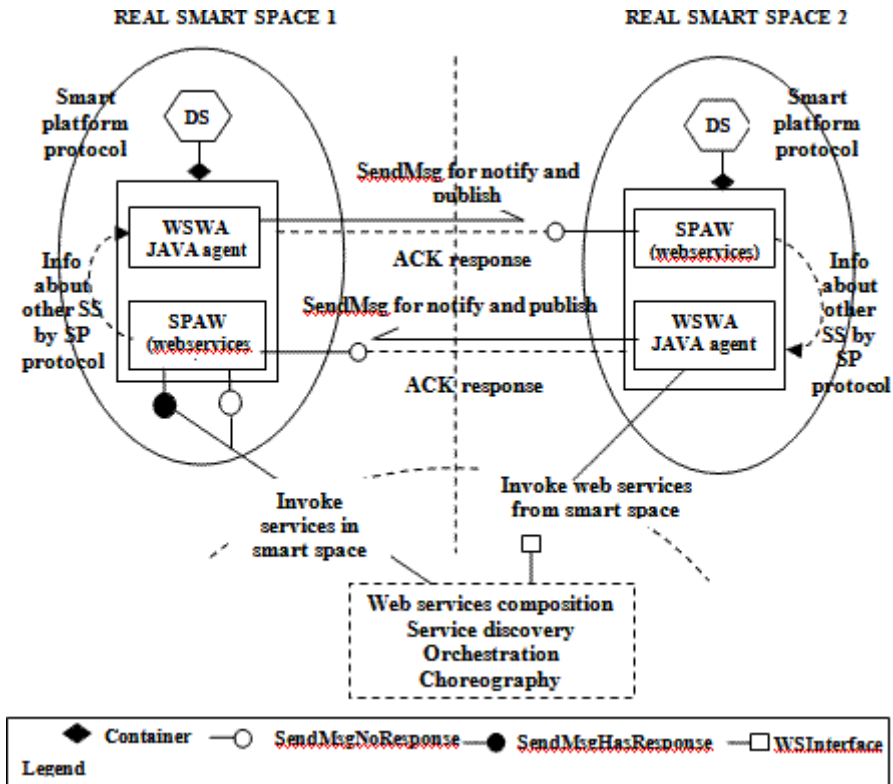 REAL SMART SPACE 1
REAL SMART SPACE 2
Smart
platform
protocol
DS
WSWA
JAVA agent
SPAW
(webservices
.
Info
about
other SS
by SP
protocol
SendMsg for notify and
publish
ACK response
SendMsg for notify and publish
ACK response
Smart
platform
protocol
DS
SPAW
(webservices)
WSWA
JAVA agent
Info
about
other
SS by
SP
protocol
Invoke
services in
smart space
Invoke web services
from smart space
Web services composition
Service discovery
Orchestration
Choreography
Container
SendMsgNoResponse
SendMsgHasResponse
WSInterface
Legend